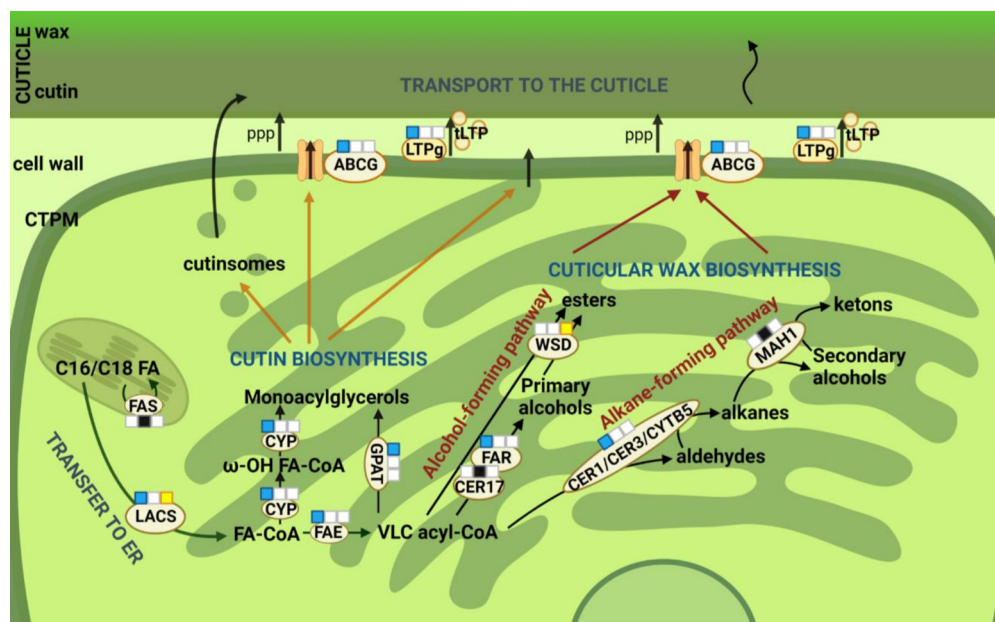 CUTICLE
wax
cutin
TRANSPORT TO THE CUTICLE
ppp
ABCG
LTPg
tLTP
ppp
ABCG
LTPg
tLTP
cell wall
CTPM
cutinsomes
CUTICULAR WAX BIOSYNTHESIS
esters
ketons
WSD
MAH1
CUTIN BIOSYNTHESIS
Alcohol-forming pathway
Alkane-forming pathway
C16/C18 FA
FAS
Secondary
alcohols
Primary
alcohols
Monoacylglycerols
CYP
GPAT
FAR
CER17
CER1/CER3/CYTB5
alkanes
aldehydes
ω-OH FA-CoA
CYP
TRANSFER TO ER
LACS
FA-CoA
FAE
VLC acyl-CoA